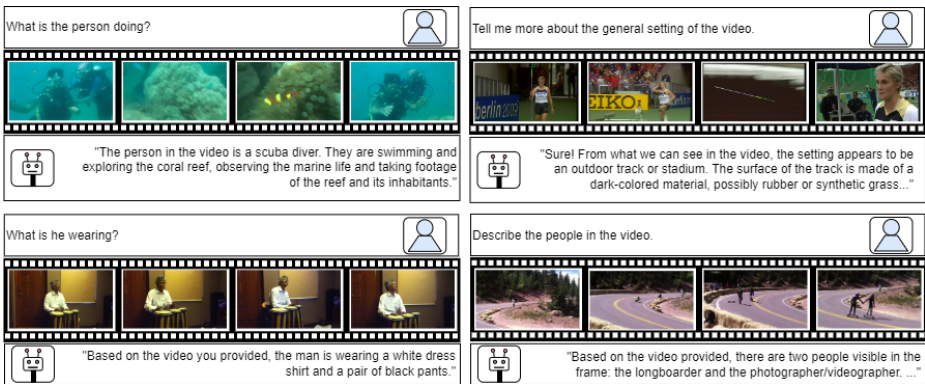 What is the person doing?
"The person in the video is a scuba diver. They are swimming and
exploring the coral reef, observing the marine life and taking footage
of the reef and its inhabitants."
Tell me more about the general setting of the video.
berlin 2009
EIKO
"Sure! From what we can see in the video, the setting appears to be
an outdoor track or stadium. The surface of the track is made of a
dark-colored material, possibly rubber or synthetic grass..."
What is he wearing?
"Based on the video you provided, the man is wearing a white dress
shirt and a pair of black pants."
Describe the people in the video.
"Based on the video provided, there are two people visible in the
frame: the longboarder and the photographer/videographer. ..."